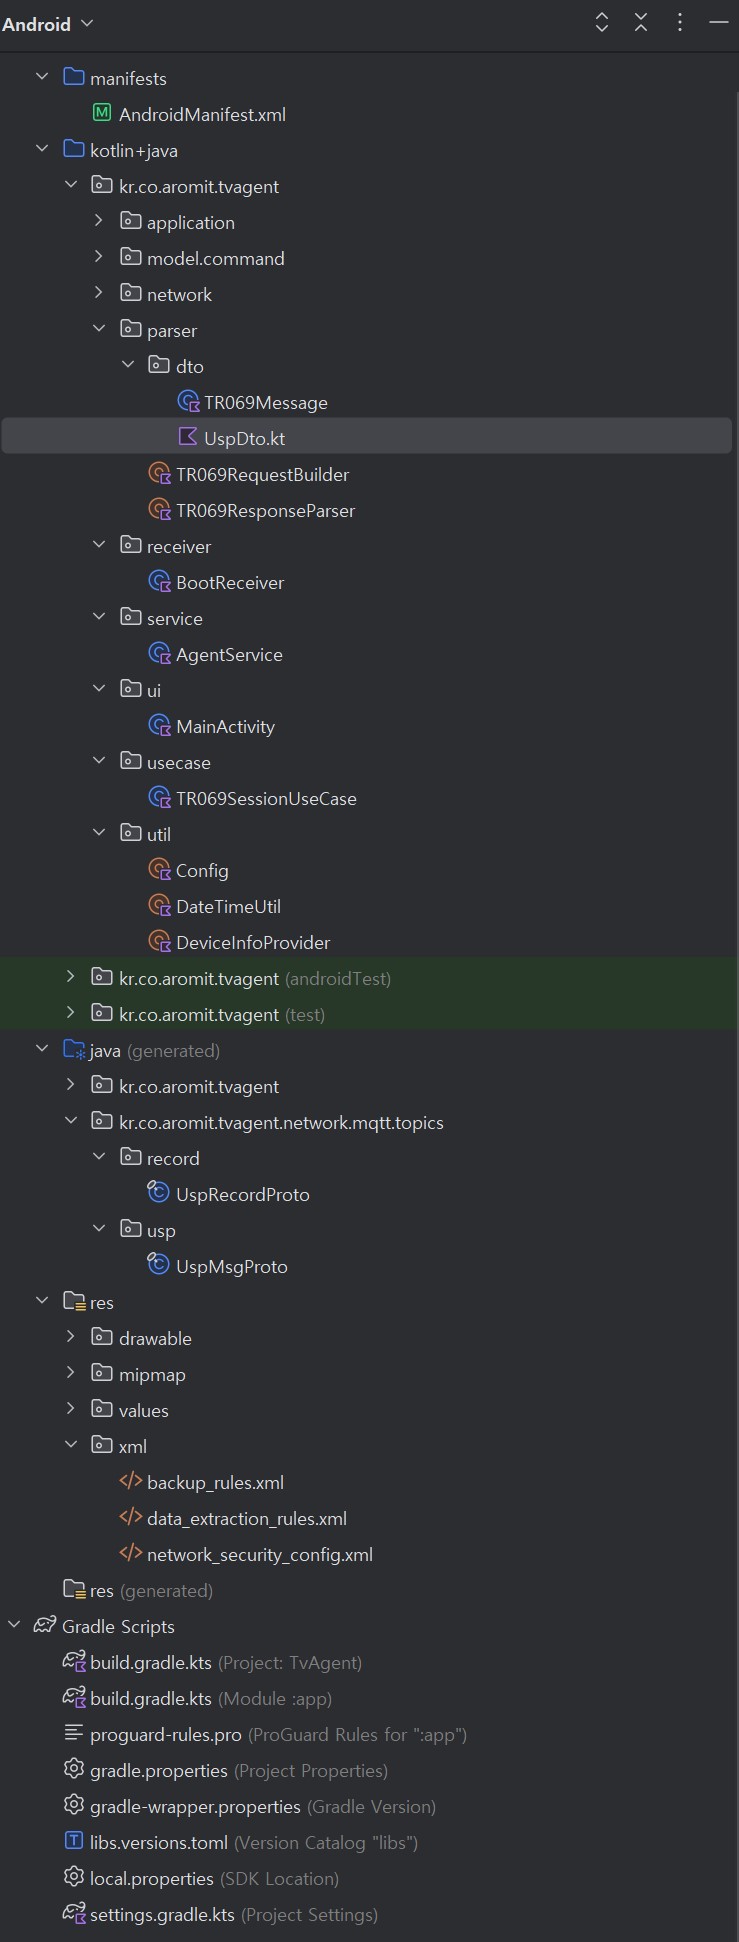 Android
manifests
AndroidManifest.xml
kotlin+java
kr.co.aromit.tvagent
application
model.command
network
parser
dto
TR069Message
UspDto.kt
TR069RequestBuilder
TR069ResponseParser
receiver
BootReceiver
service
AgentService
ui
MainActivity
usecase
TR069SessionUseCase
util
Config
DateTimeUtil
DeviceInfoProvider
kr.co.aromit.tvagent (androidTest)
kr.co.aromit.tvagent (test)
java (generated)
kr.co.aromit.tvagent
kr.co.aromit.tvagent.network.mqtt.topics
record
UspRecordProto
usp
UspMsgProto
res
drawable
mipmap
values
xml
backup_rules.xml
data_extraction_rules.xml
network_security_config.xml
res (generated)
Gradle Scripts
build.gradle.kts (Project: TvAgent)
build.gradle.kts (Module :app)
proguard-rules.pro (ProGuard Rules for ":app")
gradle.properties (Project Properties)
gradle-wrapper.properties (Gradle Version)
libs.versions.toml (Version Catalog "libs")
local.properties (SDK Location)
settings.gradle.kts (Project Settings)